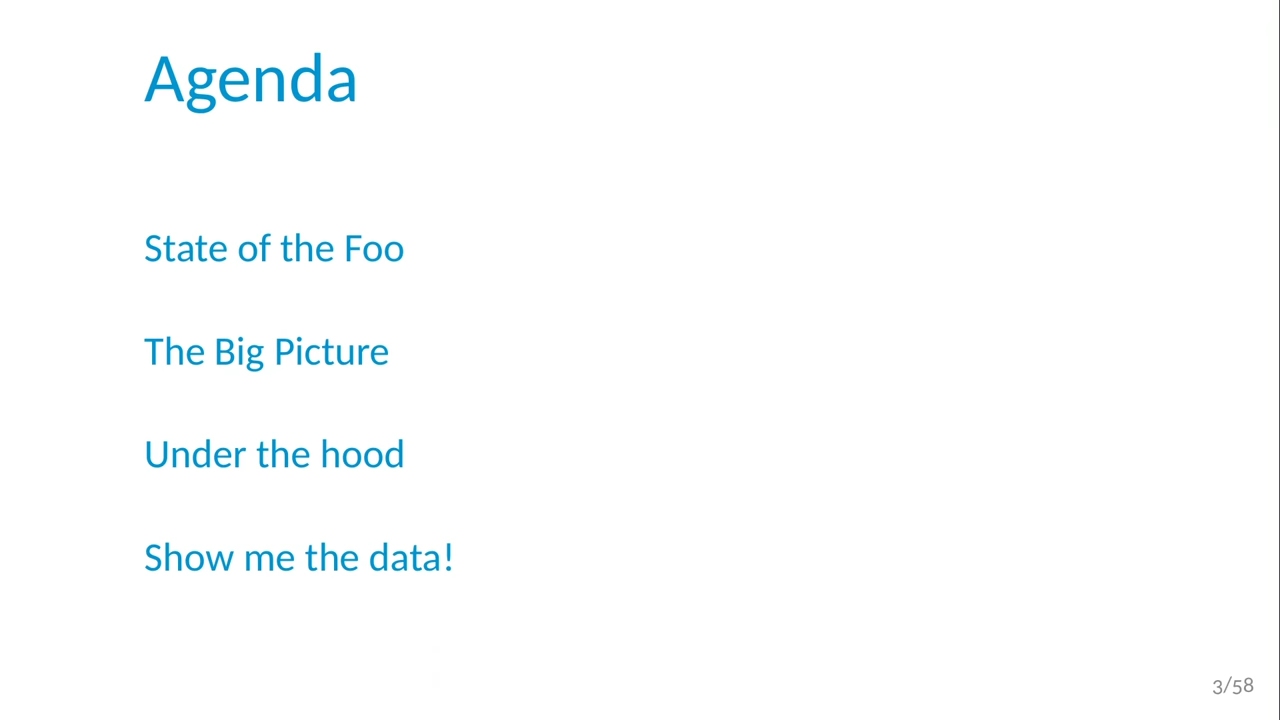 Agenda
State of the Foo
The Big Picture
Under the hood
Show me the data!
3/58